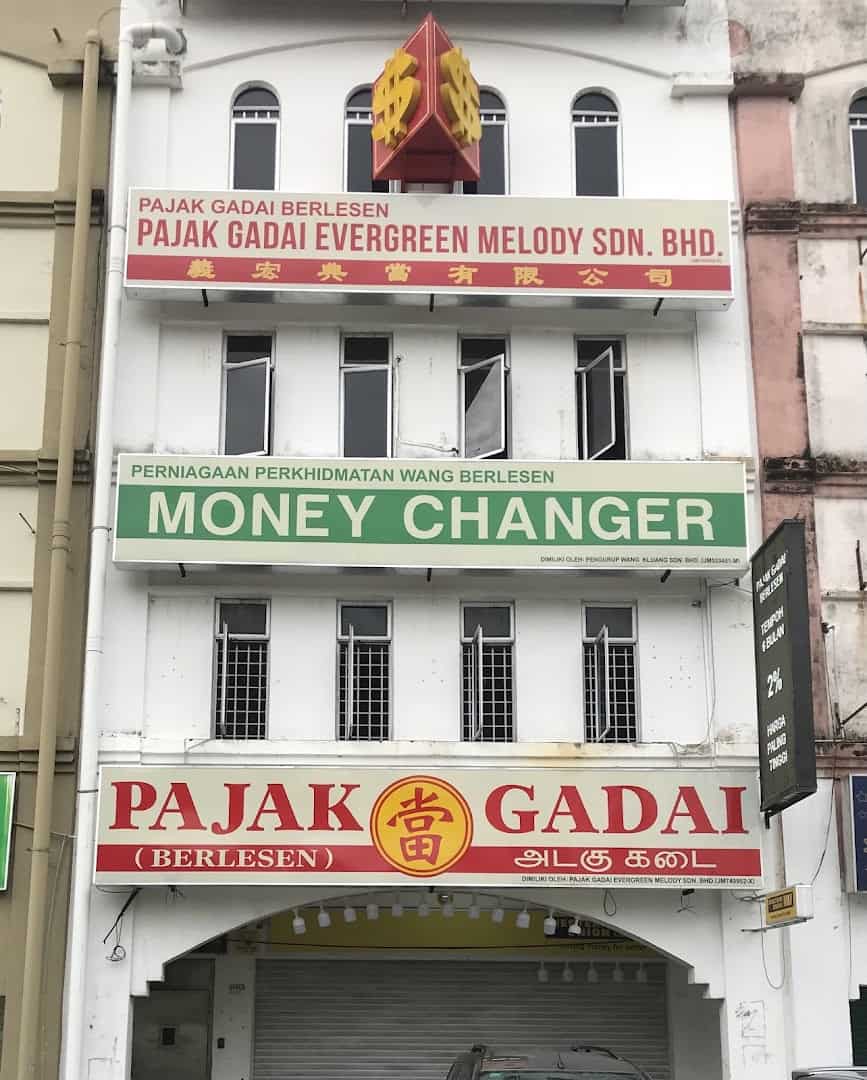 $ $
PAJAK GADAI BERLESEN
PAJAK GADAI EVERGREEN MELODY SDN. BHD.
義宏典當有限公司
PERNIAGAAN PERKHIDMATAN WANG BERLESEN
MONEY CHANGER
DIMILIKI OLEH: PENGURUP WANG KLUANG SDN. BHD.
PAJAK GADAI
BERLESEN
TEMPOH
6 BULAN
2%
HARGA
PALING
TINGGI
PAJAK 當 GADAI
(BERLESEN) அடகு கடை
DIMILIKI OLEH: PAJAK GADAI EVERGREEN MELODY SDN. BHD.